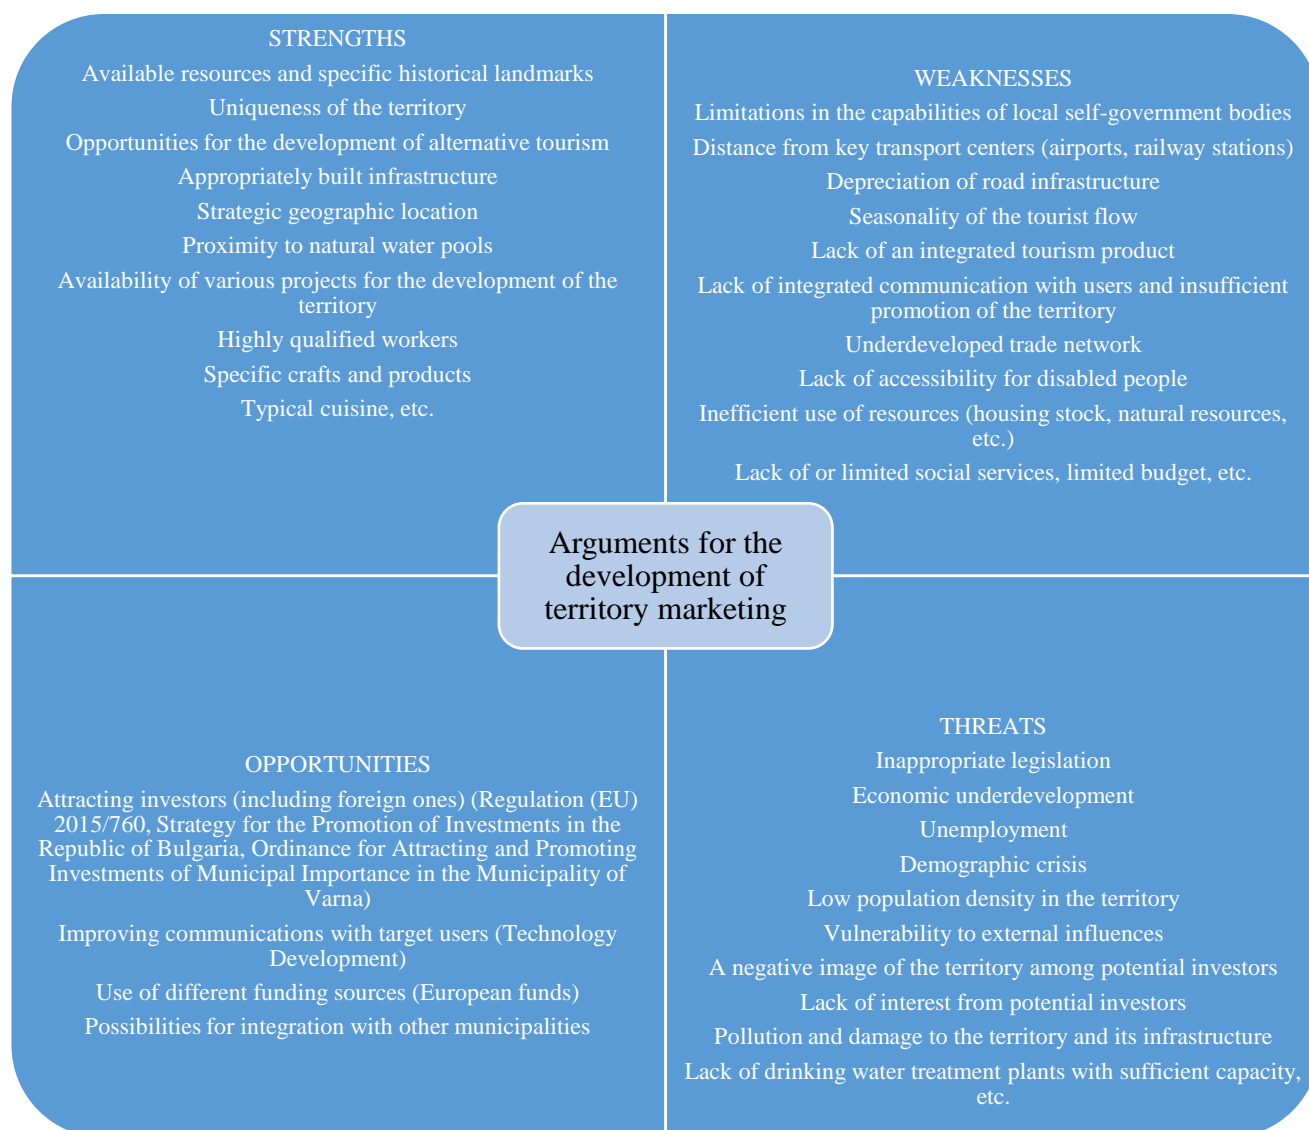 STRENGTHS
Available resources and specific historical landmarks
Uniqueness of the territory
Opportunities for the development of alternative tourism
Appropriately built infrastructure
Strategic geographic location
Proximity to natural water pools
Availability of various projects for the development of the
territory
Highly qualified workers
Specific crafts and products
Typical cuisine, etc.
WEAKNESSES
Limitations in the capabilities of local self-government bodies
Distance from key transport centers (airports, railway stations)
Depreciation of road infrastructure
Seasonality of the tourist flow
Lack of an integrated tourism product
Lack of integrated communication with users and insufficient
promotion of the territory
Underdeveloped trade network
Lack of accessibility for disabled people
Inefficient use of resources (housing stock, natural resources,
etc.)
Lack of or limited social services, limited budget, etc.
Arguments for the
development of
territory marketing
OPPORTUNITIES
Attracting investors (including foreign ones) (Regulation (EU)
2015/760, Strategy for the Promotion of Investments in the
Republic of Bulgaria, Ordinance for Attracting and Promoting
Investments of Municipal Importance in the Municipality of
Varna)
Improving communications with target users (Technology
Development)
Use of different funding sources (European funds)
Possibilities for integration with other municipalities
THREATS
Inappropriate legislation
Economic underdevelopment
Unemployment
Demographic crisis
Low population density in the territory
Vulnerability to external influences
A negative image of the territory among potential investors
Lack of interest from potential investors
Pollution and damage to the territory and its infrastructure
Lack of drinking water treatment plants with sufficient capacity,
etc.